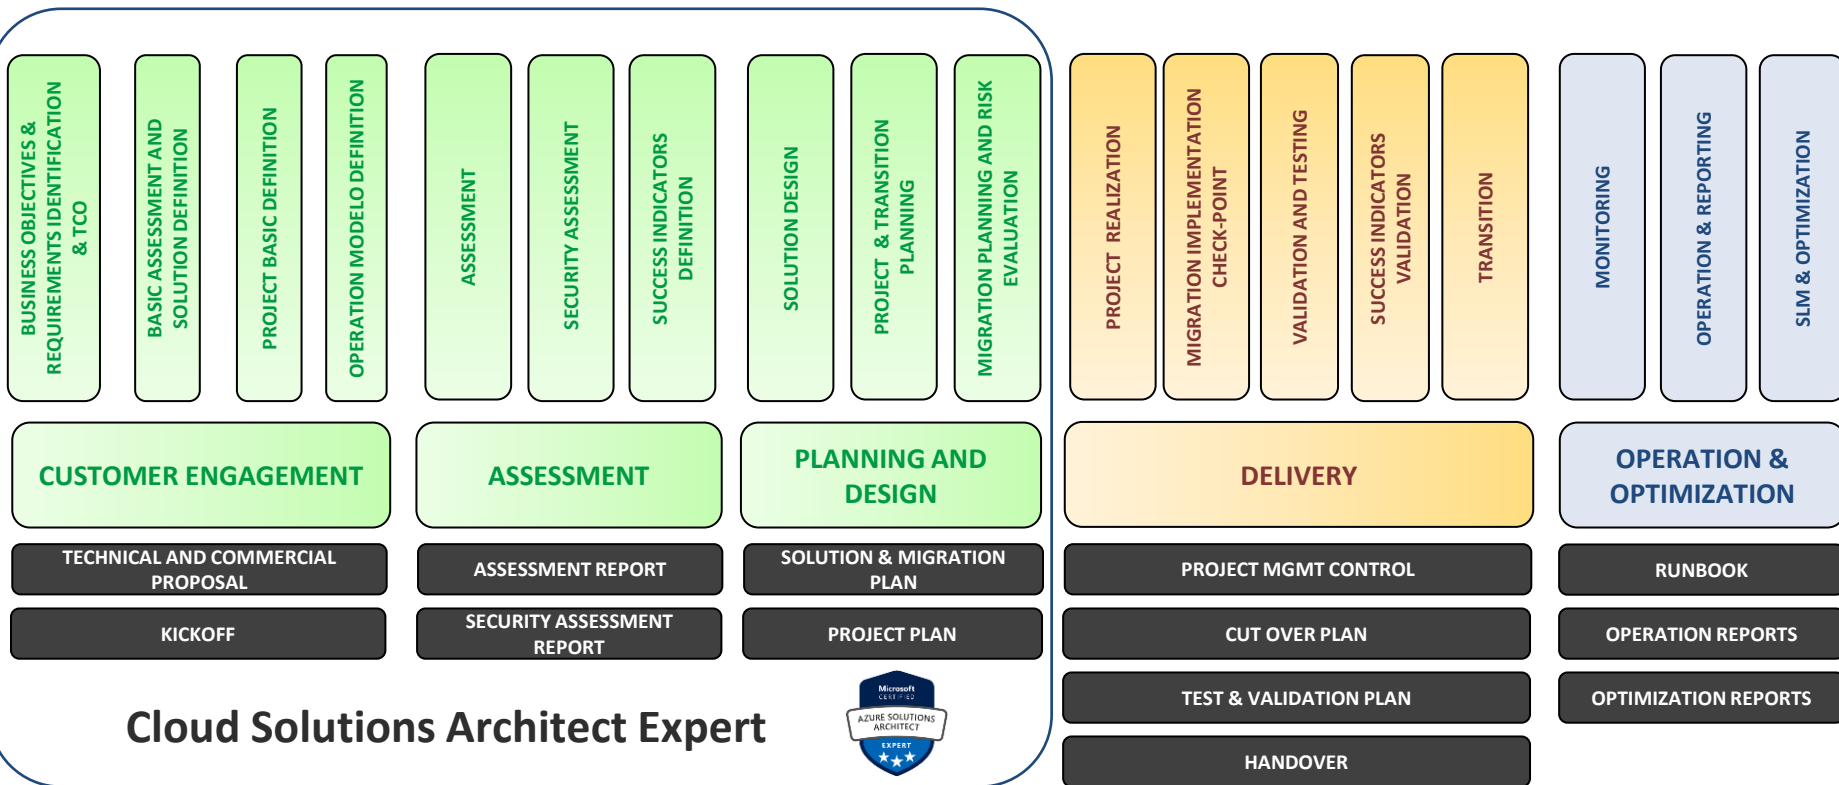 BUSINESS OBJECTIVES &
REQUIREMENTS IDENTIFICATION
& TCO
BASIC ASSESSMENT AND
SOLUTION DEFINITION
PROJECT BASIC DEFINITION
OPERATION MODELO DEFINITION
ASSESSMENT
SECURITY ASSESSMENT
SUCCESS INDICATORS
DEFINITION
SOLUTION DESIGN
PROJECT & TRANSITION
PLANNING
MIGRATION PLANNING AND RISK
EVALUATION
PROJECT REALIZATION
MIGRATION IMPLEMENTATION
CHECK-POINT
VALIDATION AND TESTING
SUCCESS INDICATORS
VALIDATION
TRANSITION
MONITORING
OPERATION & REPORTING
SLM & OPTIMIZATION
CUSTOMER ENGAGEMENT
ASSESSMENT
PLANNING AND
DESIGN
DELIVERY
OPERATION &
OPTIMIZATION
TECHNICAL AND COMMERCIAL
PROPOSAL
ASSESSMENT REPORT
SOLUTION & MIGRATION
PLAN
PROJECT MGMT CONTROL
RUNBOOK
KICKOFF
SECURITY ASSESSMENT
REPORT
PROJECT PLAN
CUT OVER PLAN
OPERATION REPORTS
TEST & VALIDATION PLAN
OPTIMIZATION REPORTS
HANDOVER
Cloud Solutions Architect Expert
Microsoft
CERTIFIED
AZURE SOLUTIONS
ARCHITECT
EXPERT